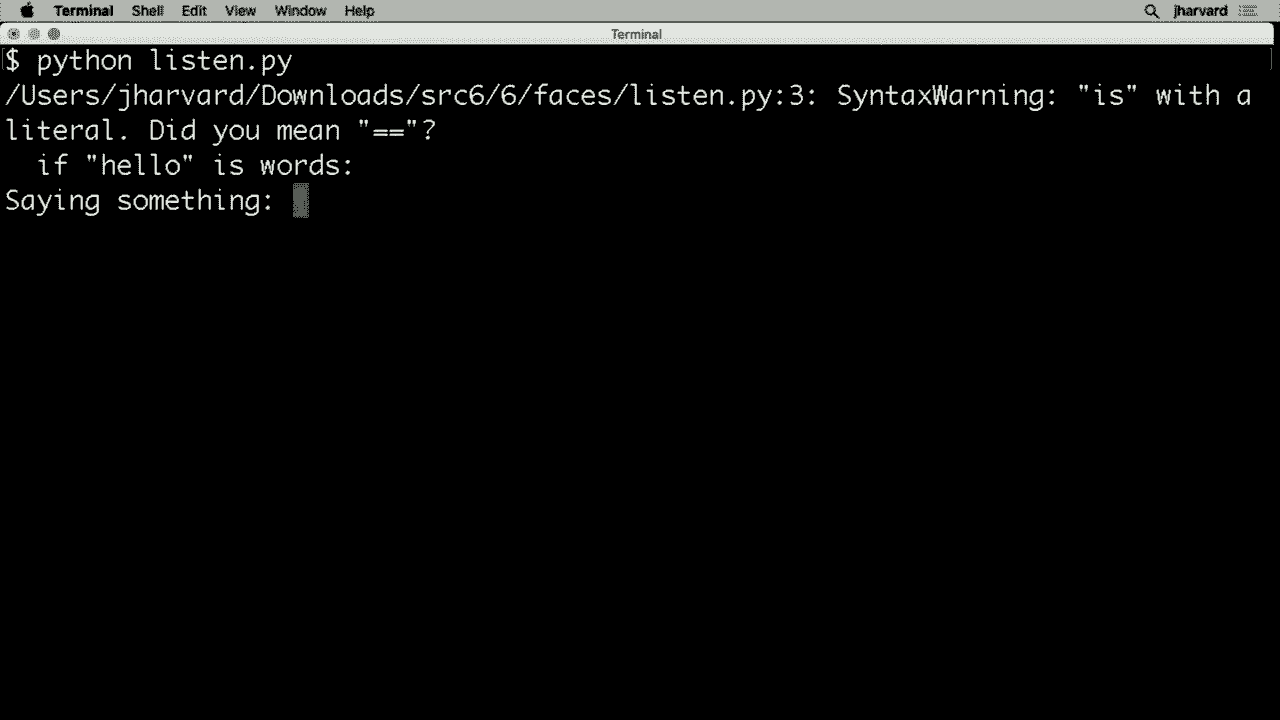 Terminal Shell Edit View Window Help jharvard
Terminal
$ python listen.py
/Users/jharvard/Downloads/src6/6/faces/listen.py:3: SyntaxWarning: "is" with a
literal. Did you mean "=="?
  if "hello" is words:
Saying something: